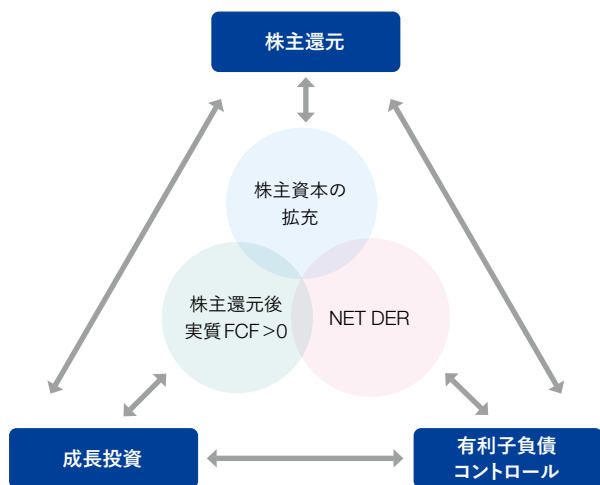 株主還元
株主資本の
拡充
株主還元後
実質FCF>0
NET DER
成長投資
有利子負債
コントロール